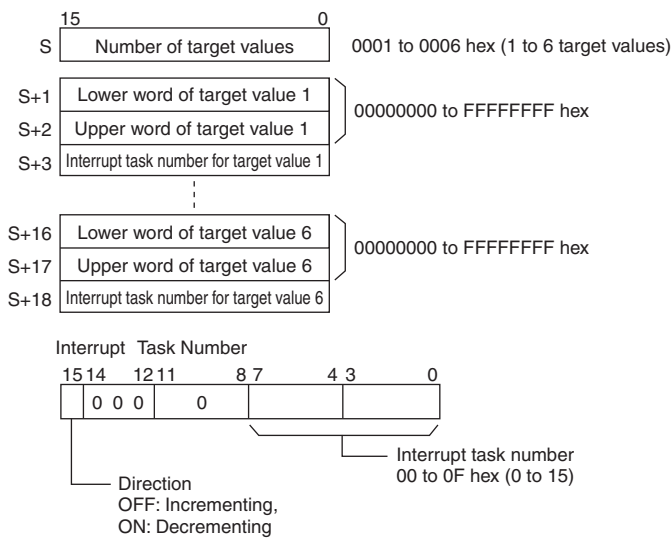 15 0
S Number of target values 0001 to 0006 hex (1 to 6 target values)
S+1 Lower word of target value 1
00000000 to FFFFFFFF hex
S+2 Upper word of target value 1
S+3 Interrupt task number for target value 1
S+16 Lower word of target value 6
00000000 to FFFFFFFF hex
S+17 Upper word of target value 6
S+18 Interrupt task number for target value 6
Interrupt Task Number
15 14 12 11 8 7 4 3 0
0 0 0 0
Interrupt task number
00 to 0F hex (0 to 15)
Direction
OFF: Incrementing,
ON: Decrementing